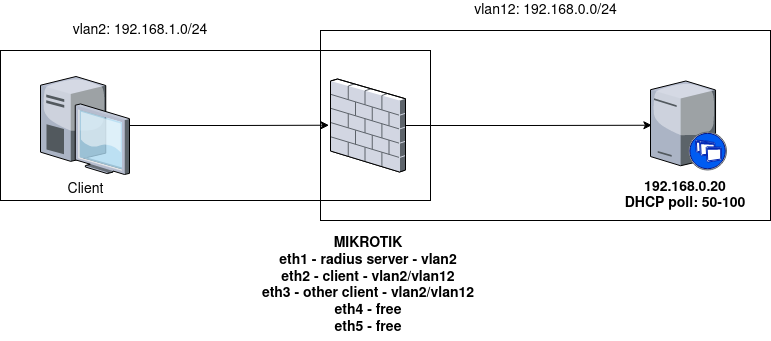 vlan12: 192.168.0.0/24
vlan2: 192.168.1.0/24
Client
192.168.0.20
DHCP poll: 50-100
MIKROTIK
eth1 - radius server - vlan2
eth2 - client - vlan2/vlan12
eth3 - other client - vlan2/vlan12
eth4 - free
eth5 - free